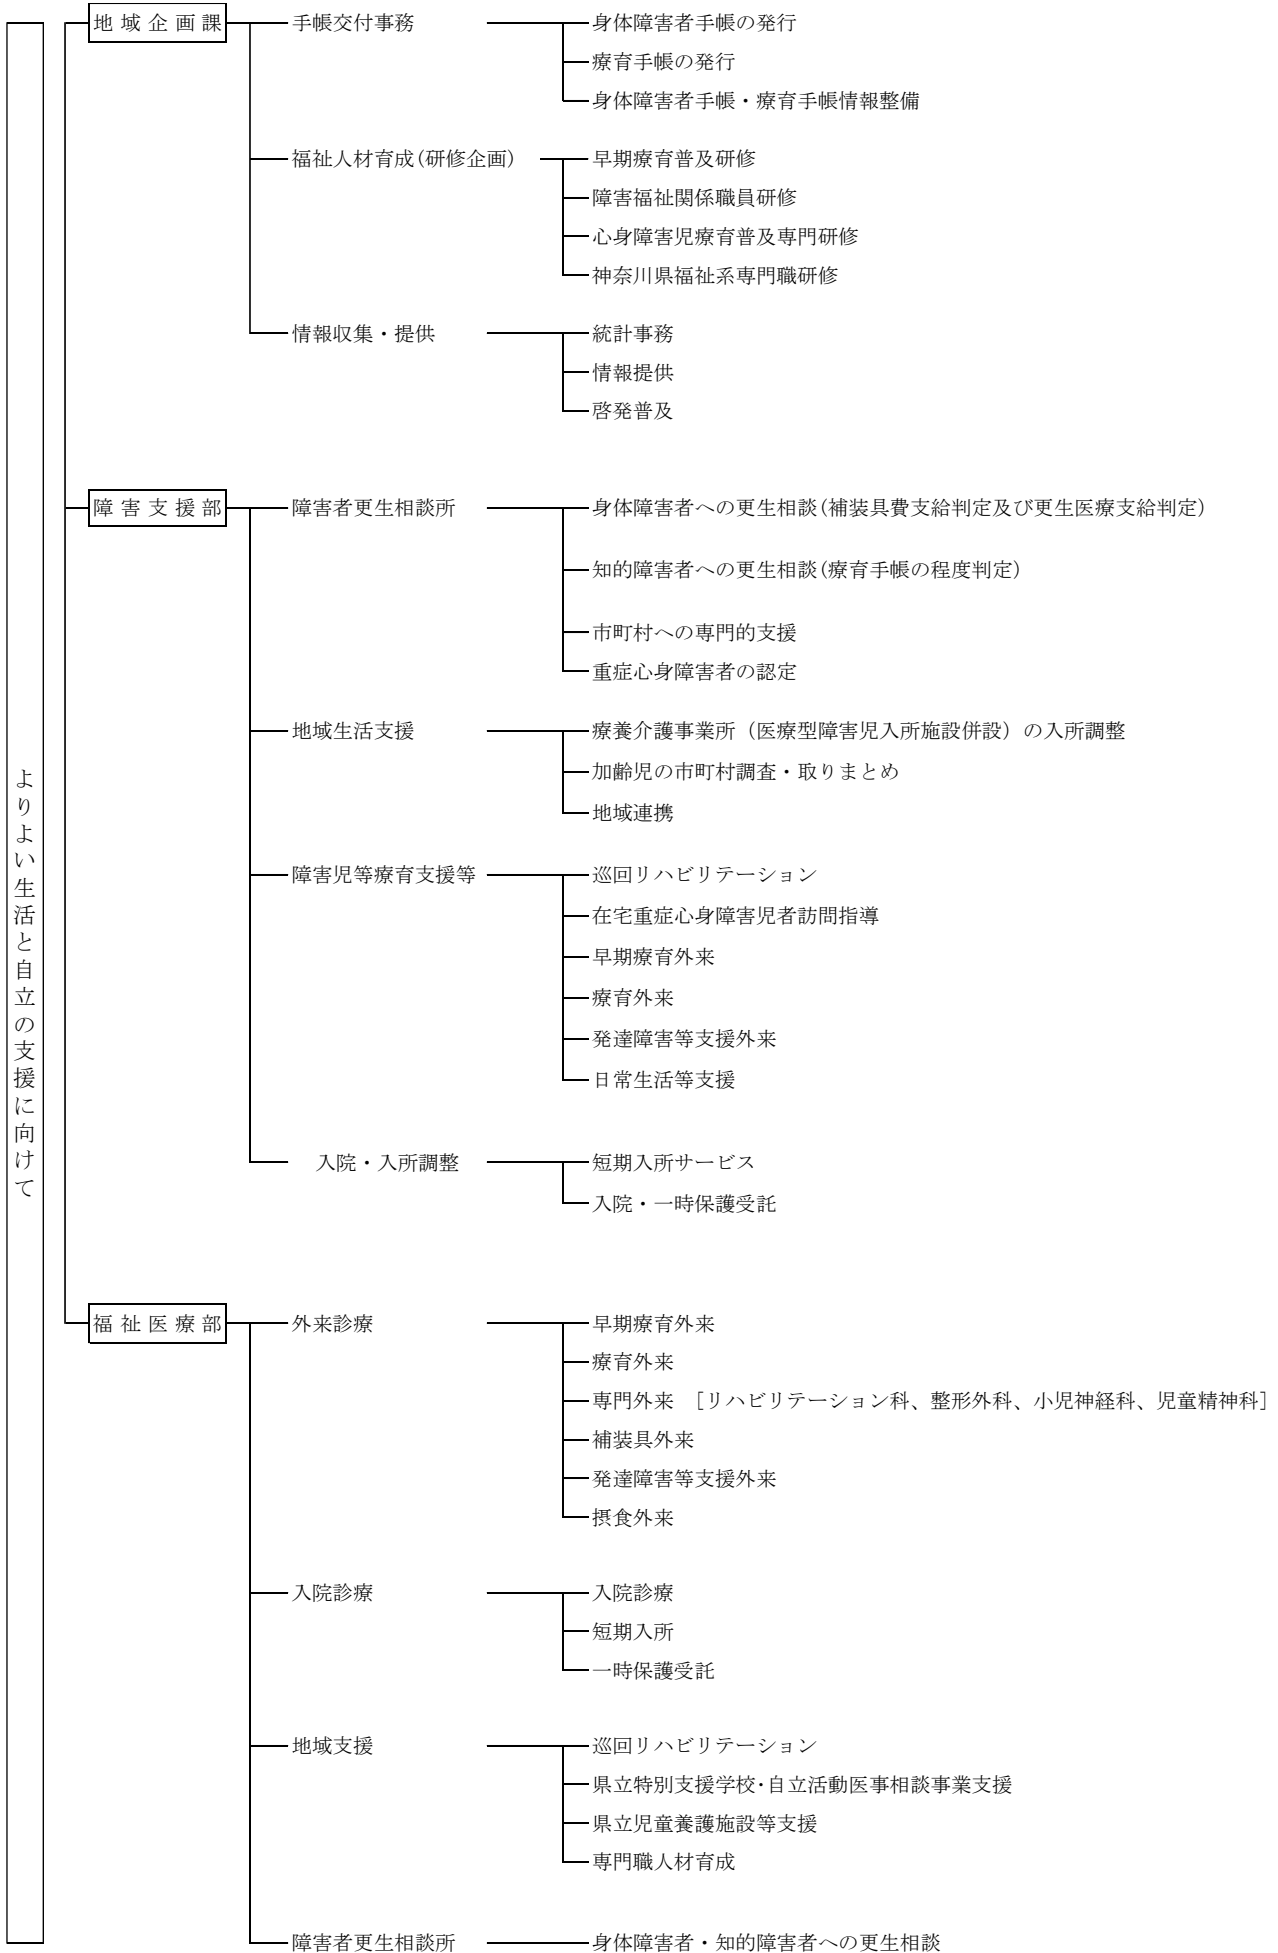 よりよい生活と自立の支援に向けて
地域企画課
手帳交付事務
身体障害者手帳の発行
療育手帳の発行
身体障害者手帳・療育手帳情報整備
福祉人材育成(研修企画)
早期療育普及研修
障害福祉関係職員研修
心身障害児療育普及専門研修
神奈川県福祉系専門職研修
情報収集・提供
統計事務
情報提供
啓発普及
障害支援部
障害者更生相談所
身体障害者への更生相談(補装具費支給判定及び更生医療支給判定)
知的障害者への更生相談(療育手帳の程度判定)
市町村への専門的支援
重症心身障害者の認定
地域生活支援
療養介護事業所（医療型障害児入所施設併設）の入所調整
加齢児の市町村調査・取りまとめ
地域連携
障害児等療育支援等
巡回リハビリテーション
在宅重症心身障害児者訪問指導
早期療育外来
療育外来
発達障害等支援外来
日常生活等支援
入院・入所調整
短期入所サービス
入院・一時保護受託
福祉医療部
外来診療
早期療育外来
療育外来
専門外来　［リハビリテーション科、整形外科、小児神経科、児童精神科］
補装具外来
発達障害等支援外来
摂食外来
入院診療
入院診療
短期入所
一時保護受託
地域支援
巡回リハビリテーション
県立特別支援学校･自立活動医事相談事業支援
県立児童養護施設等支援
専門職人材育成
障害者更生相談所
身体障害者・知的障害者への更生相談